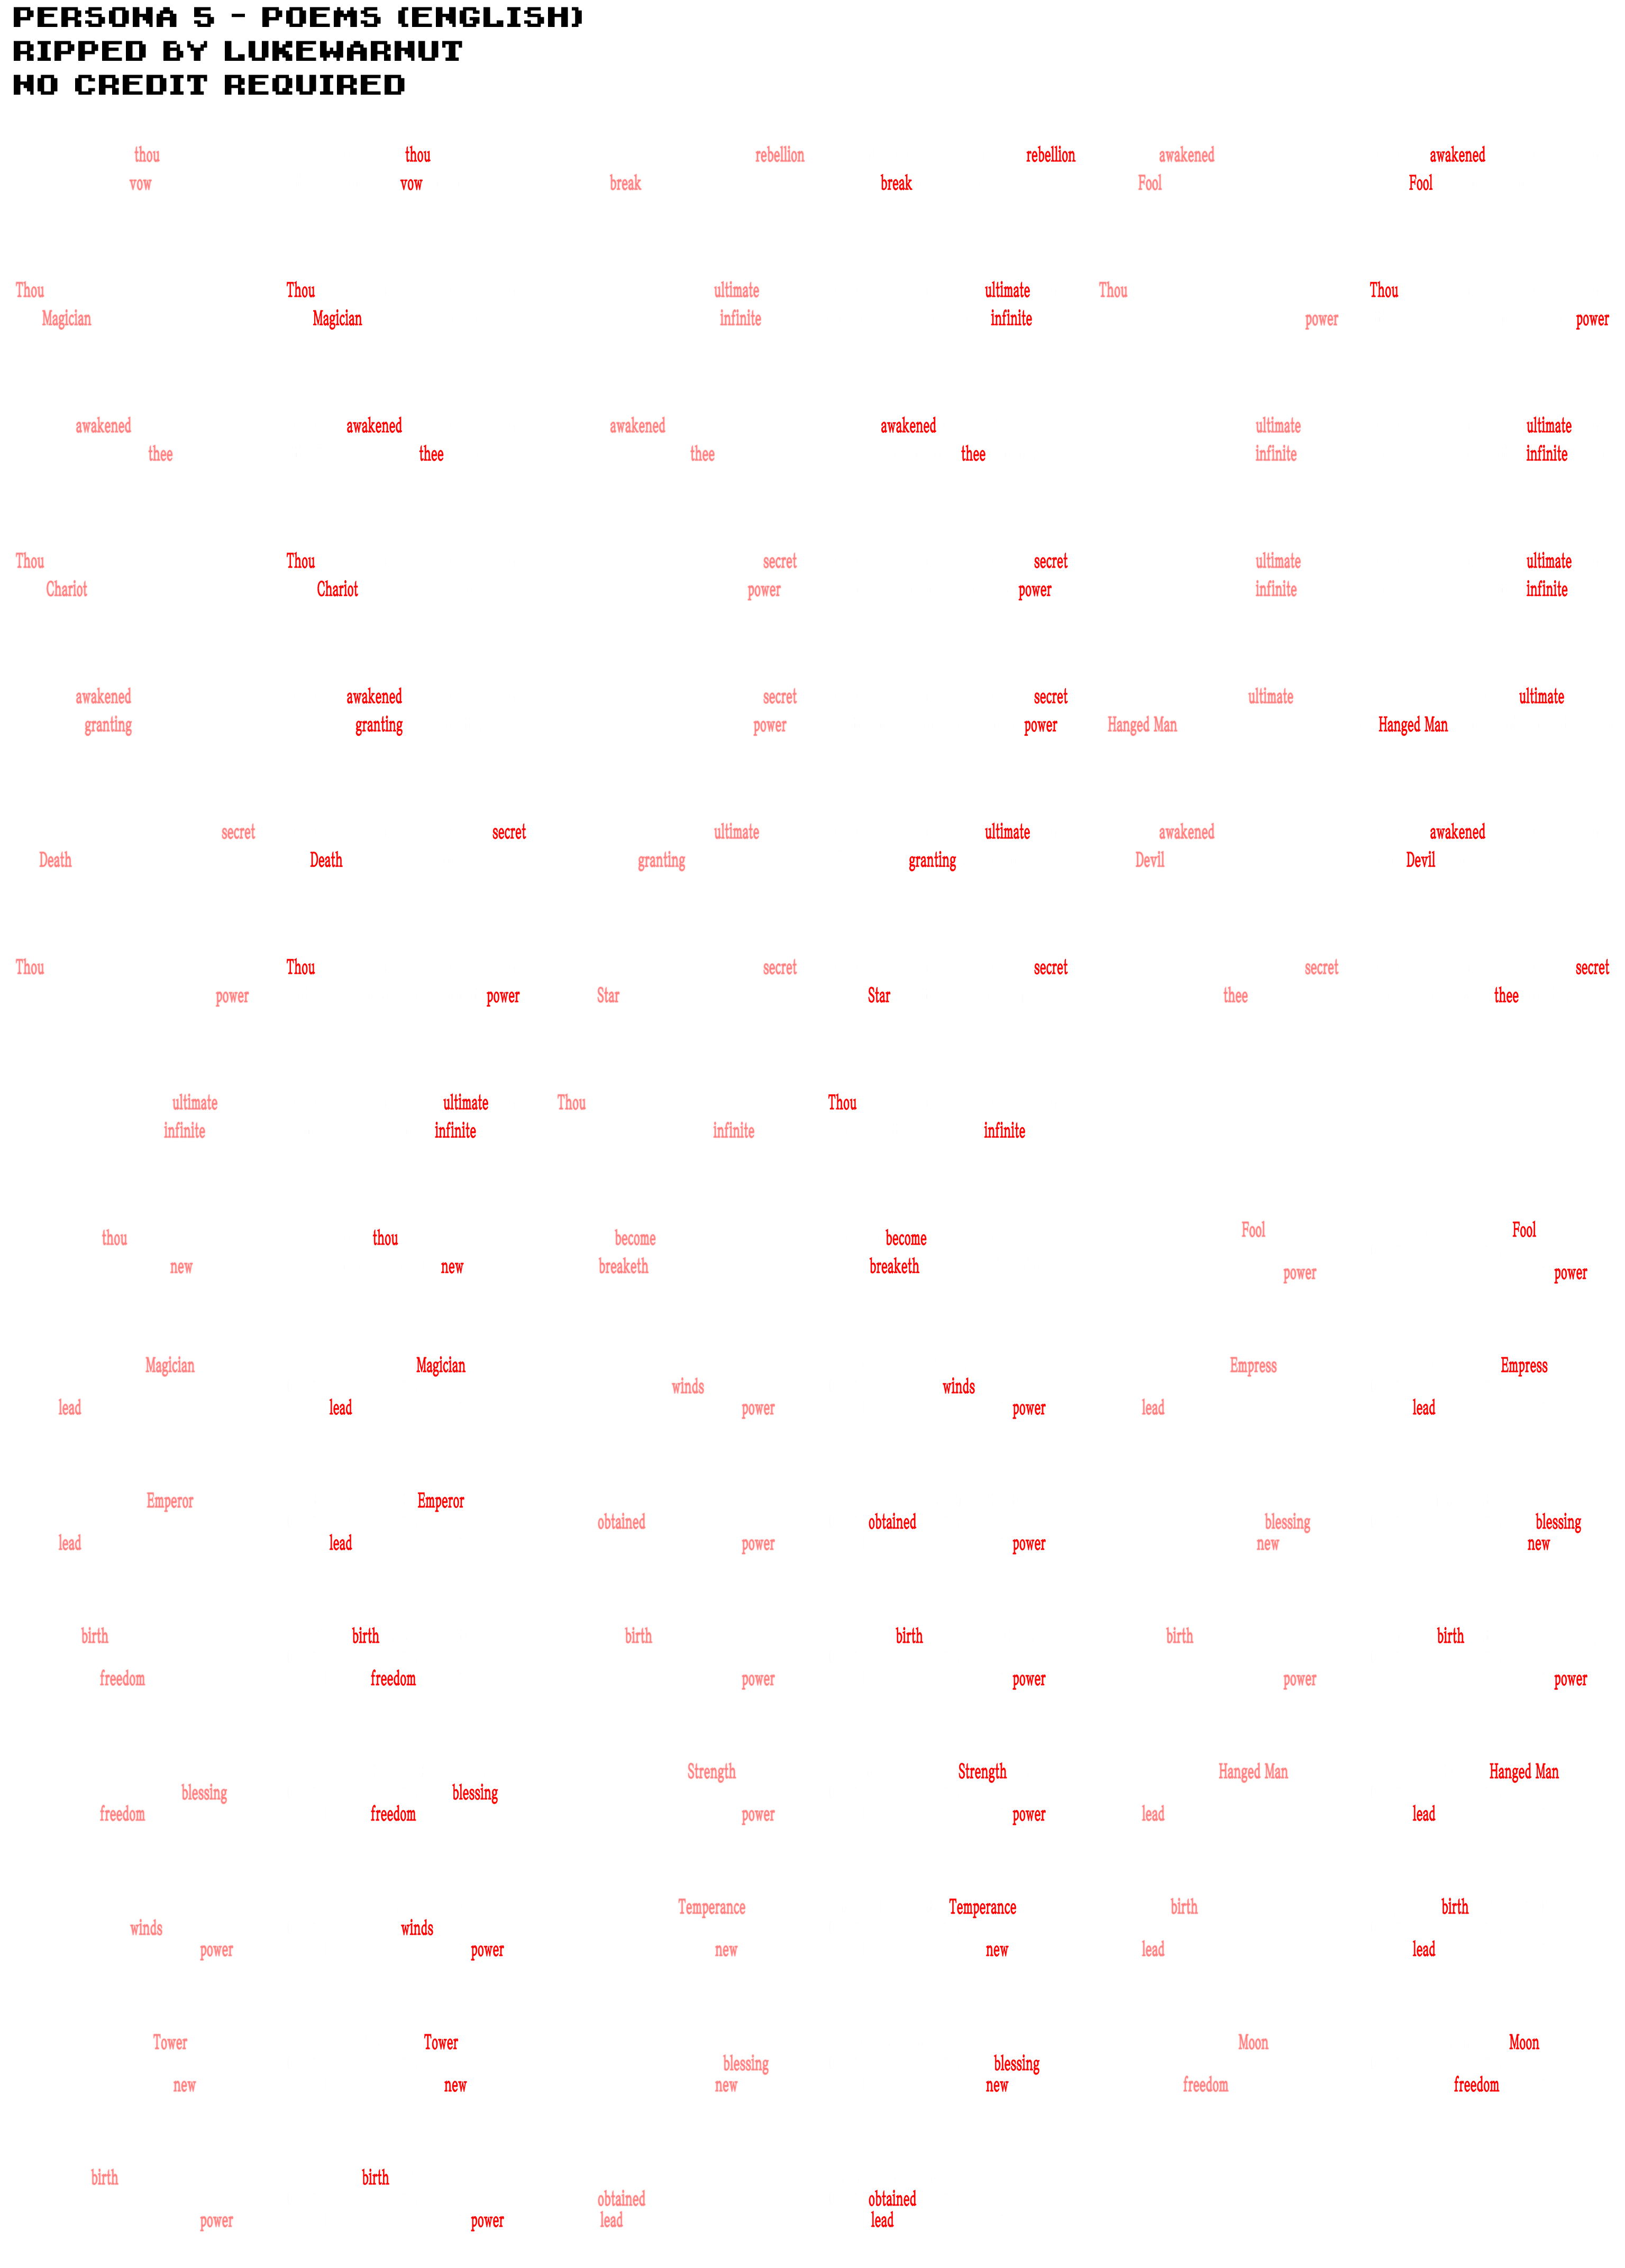 PERSONA 5 - POEMS (ENGLISH)
RIPPED BY LUKEWARNUT
NO CREDIT REQUIRED
thou thou rebellion rebellion awakened awakened
vow vow break break Fool Fool
Thou Thou ultimate ultimate Thou Thou
Magician Magician infinite infinite power power
awakened awakened awakened awakened ultimate ultimate
thee thee thee thee infinite infinite
Thou Thou secret secret ultimate ultimate
Chariot Chariot power power infinite infinite
awakened awakened secret secret ultimate ultimate
granting granting power power Hanged Man Hanged Man
secret secret ultimate ultimate awakened awakened
Death Death granting granting Devil Devil
Thou Thou secret secret secret secret
power power Star Star thee thee
ultimate ultimate Thou Thou
infinite infinite infinite infinite
thou thou become become Fool Fool
new new breaketh breaketh power power
Magician Magician Empress Empress
winds winds
lead lead power power lead lead
Emperor Emperor
obtained obtained blessing blessing
lead lead power power new new
birth birth birth birth birth birth
freedom freedom power power power power
Strength Strength Hanged Man Hanged Man
blessing blessing
freedom freedom power power lead lead
Temperance Temperance birth birth
winds winds
power power new new lead lead
Tower Tower Moon Moon
blessing blessing
new new new new freedom freedom
birth birth
obtained obtained
power power lead lead